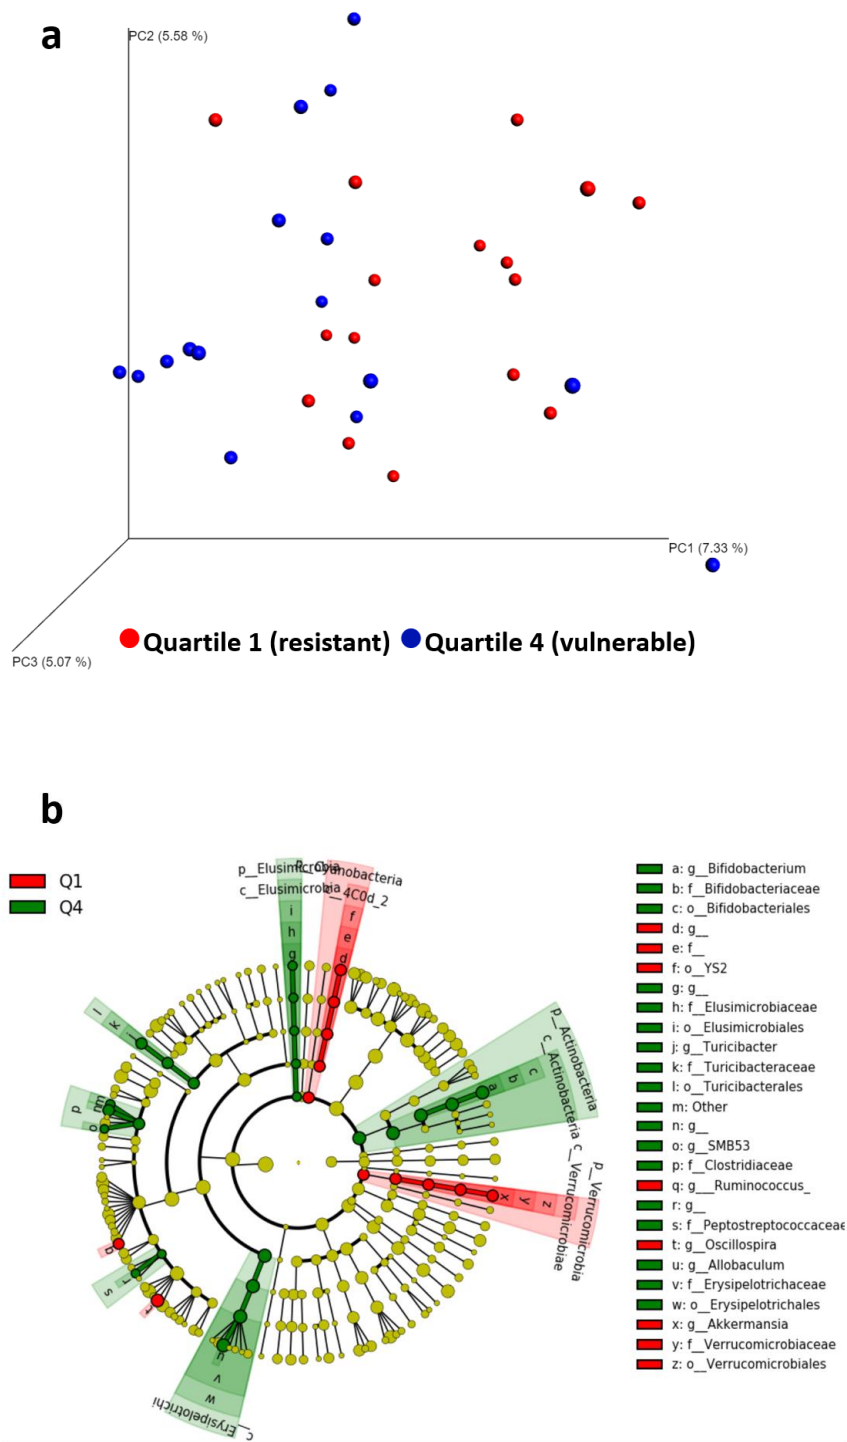 a
PC2 (5.58 %)
PC1 (7.33 %)
PC3 (5.07 %)
Quartile 1 (resistant) Quartile 4 (vulnerable)
b
Q1
Q4
p__Elusimicrobia
p__Cyanobacteria
c__Elusimicrobia
c__4C0d_2
i
h
g
f
e
d
p__Actinobacteria
c__Actinobacteria
c
b
a
p__Verrucomicrobia
c__Verrucomicrobiae
x
y
z
l
k
j
p
m
n
o
q
r
s
t
u
v
w
c__Erysipelotrichi
a: g__Bifidobacterium
b: f__Bifidobacteriaceae
c: o__Bifidobacteriales
d: g__
e: f__
f: o__YS2
g: g__
h: f__Elusimicrobiaceae
i: o__Elusimicrobiales
j: g__Turicibacter
k: f__Turicibacteraceae
l: o__Turicibacterales
m: Other
n: g__
o: g__SMB53
p: f__Clostridiaceae
q: g___Ruminococcus_
r: g__
s: f__Peptostreptococcaceae
t: g__Oscillospira
u: g__Allobaculum
v: f__Erysipelotrichaceae
w: o__Erysipelotrichales
x: g__Akkermansia
y: f__Verrucomicrobiaceae
z: o__Verrucomicrobiales